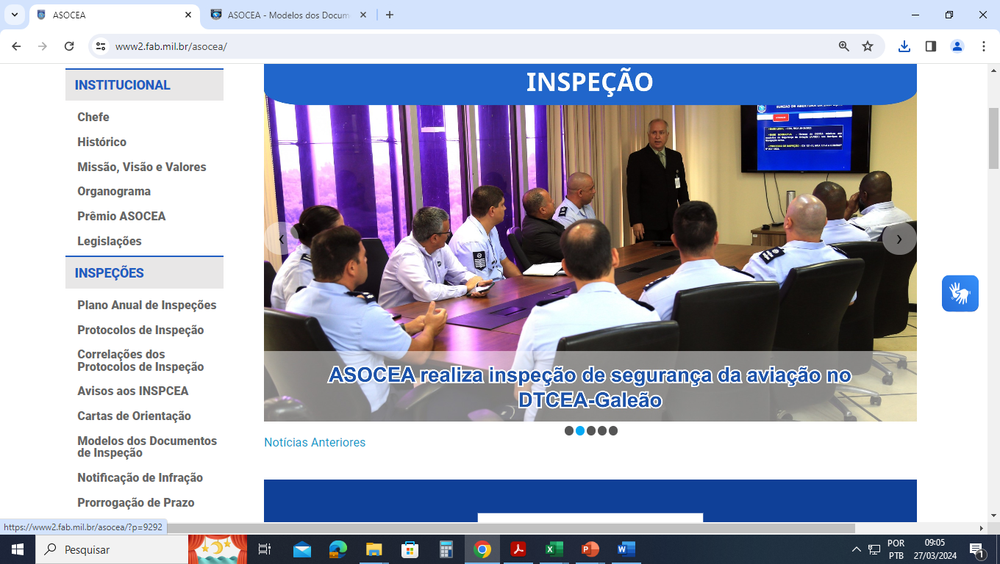 ASOCEA
ASOCEA - Modelos dos Docum
www2.fab.mil.br/asocea/
INSTITUCIONAL
Chefe
Histórico
Missão, Visão e Valores
Organograma
Prêmio ASOCEA
Legislações
INSPEÇÕES
Plano Anual de Inspeções
Protocolos de Inspeção
Correlações dos
Protocolos de Inspeção
Avisos aos INSPCEA
Cartas de Orientação
Modelos dos Documentos
de Inspeção
Notificação de Infração
Prorrogação de Prazo
INSPEÇÃO
ASOCEA realiza inspeção de segurança da aviação no
DTCEA-Galeão
Notícias Anteriores
https://www2.fab.mil.br/asocea/?p=9292
Pesquisar
POR
PTB
09:05
27/03/2024
1